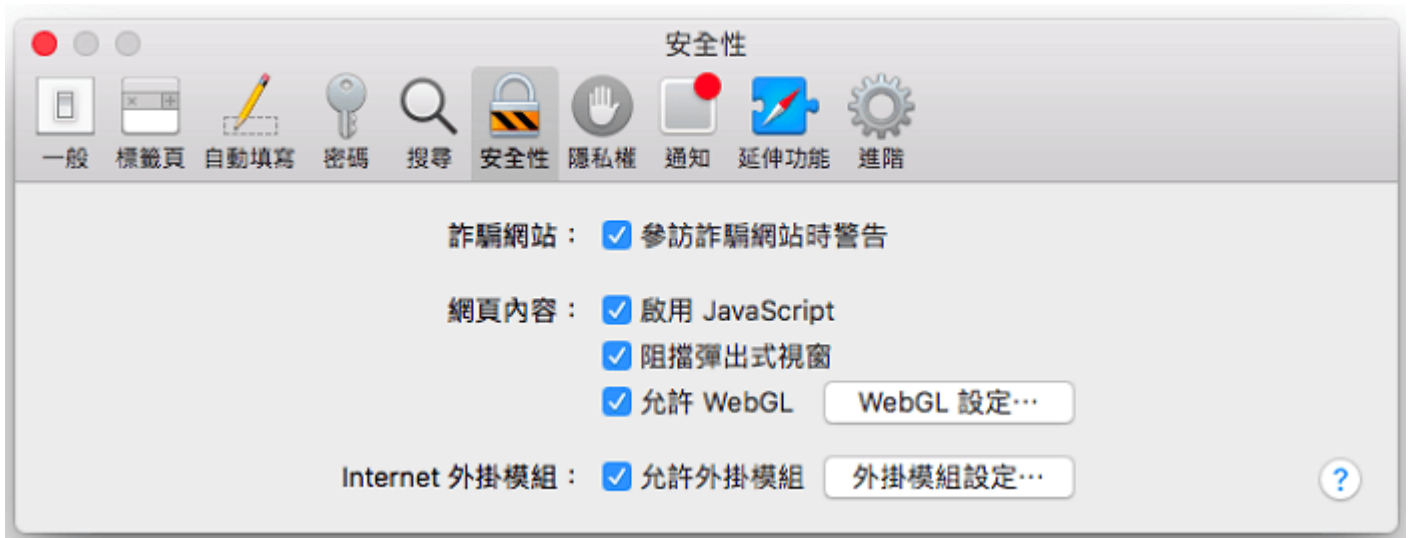 安全性
一般 標籤頁 自動填寫 密碼 搜尋 安全性 隱私權 通知 延伸功能 進階
詐騙網站： 參訪詐騙網站時警告
網頁內容： 啟用 JavaScript
阻擋彈出式視窗
允許 WebGL WebGL 設定⋯
Internet 外掛模組： 允許外掛模組 外掛模組設定⋯ ?